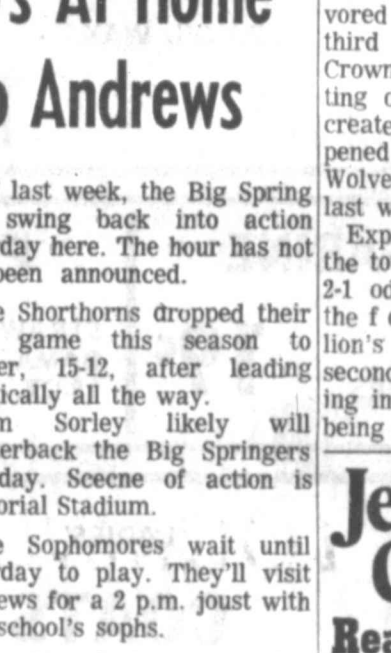 's At Home
o Andrews
last week, the Big Spring
swing back into action
day here. The hour has not
been announced.
e Shorthorns dropped their
game this season to
er, 15-12, after leading
ically all the way.
m Sorley likely will
erback the Big Springers
day. Scecne of action is
orial Stadium.
e Sophomores wait until
rday to play. They'll visit
ews for a 2 p.m. joust with
school's sophs.
vored
third
Crown
ting
create
pened
Wolve
last w
Exp
the to
2-1 od
the f
lion's
second
ing in
being
Je
Rea